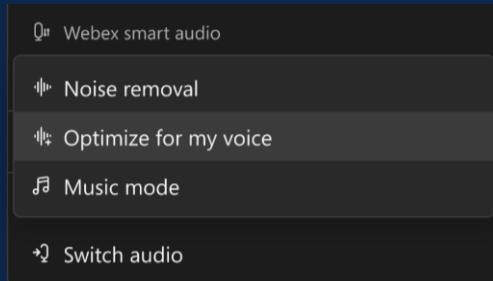 Webex smart audio
Noise removal
Optimize for my voice
Music mode
Switch audio